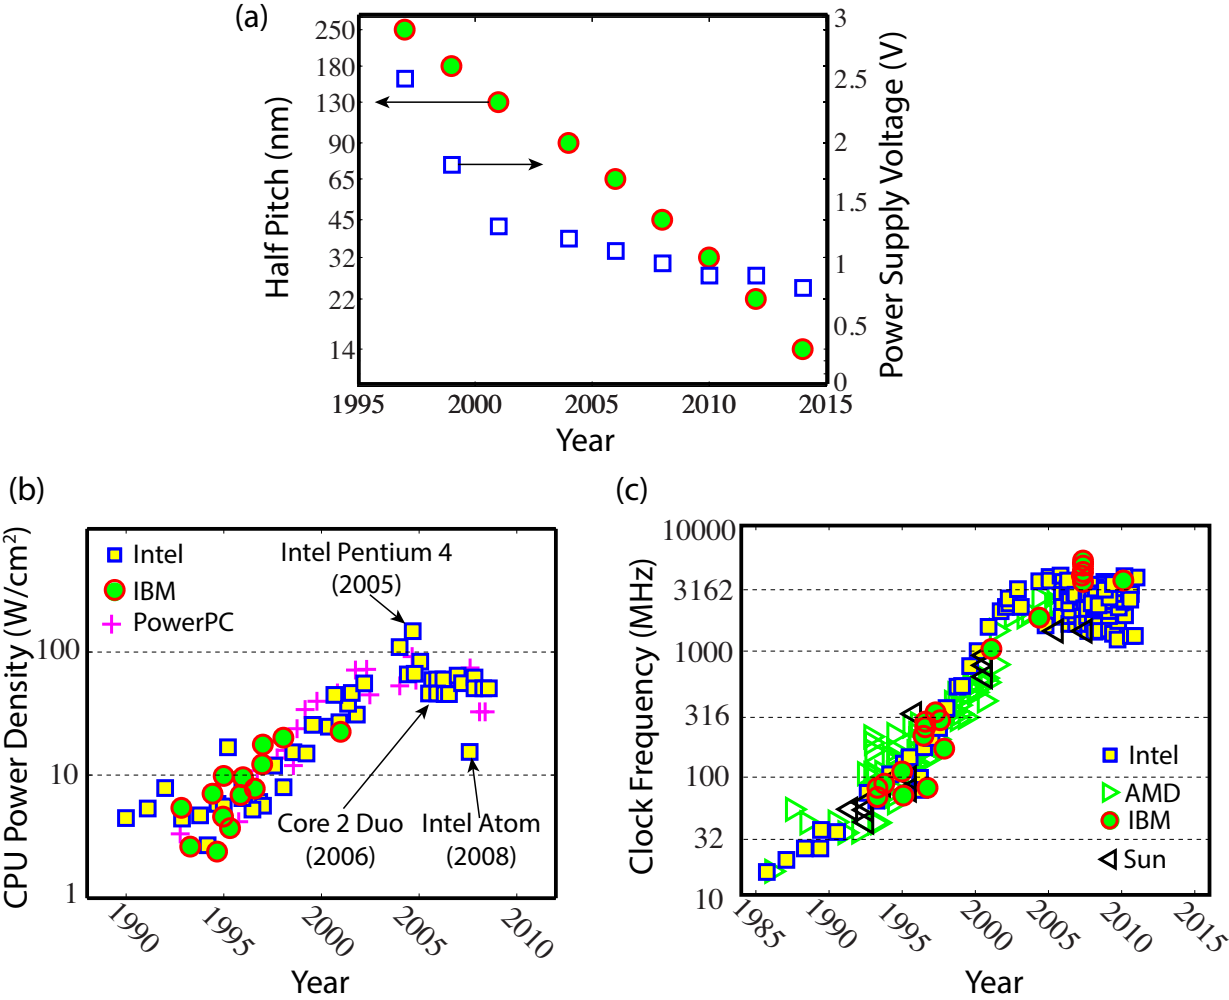 (a)
Half Pitch (nm)
250
180
130
90
65
45
32
22
14
3
2.5
2
1.5
1
0.5
0
Power Supply Voltage (V)
1995
2000
2005
2010
2015
Year
(b)
CPU Power Density (W/cm²)
100
10
1
Intel
IBM
PowerPC
Intel Pentium 4
(2005)
Core 2 Duo
(2006)
Intel Atom
(2008)
1990
1995
2000
2005
2010
Year
(c)
Clock Frequency (MHz)
10000
3162
1000
316
100
32
10
Intel
AMD
IBM
Sun
1985
1990
1995
2000
2005
2010
2015
Year